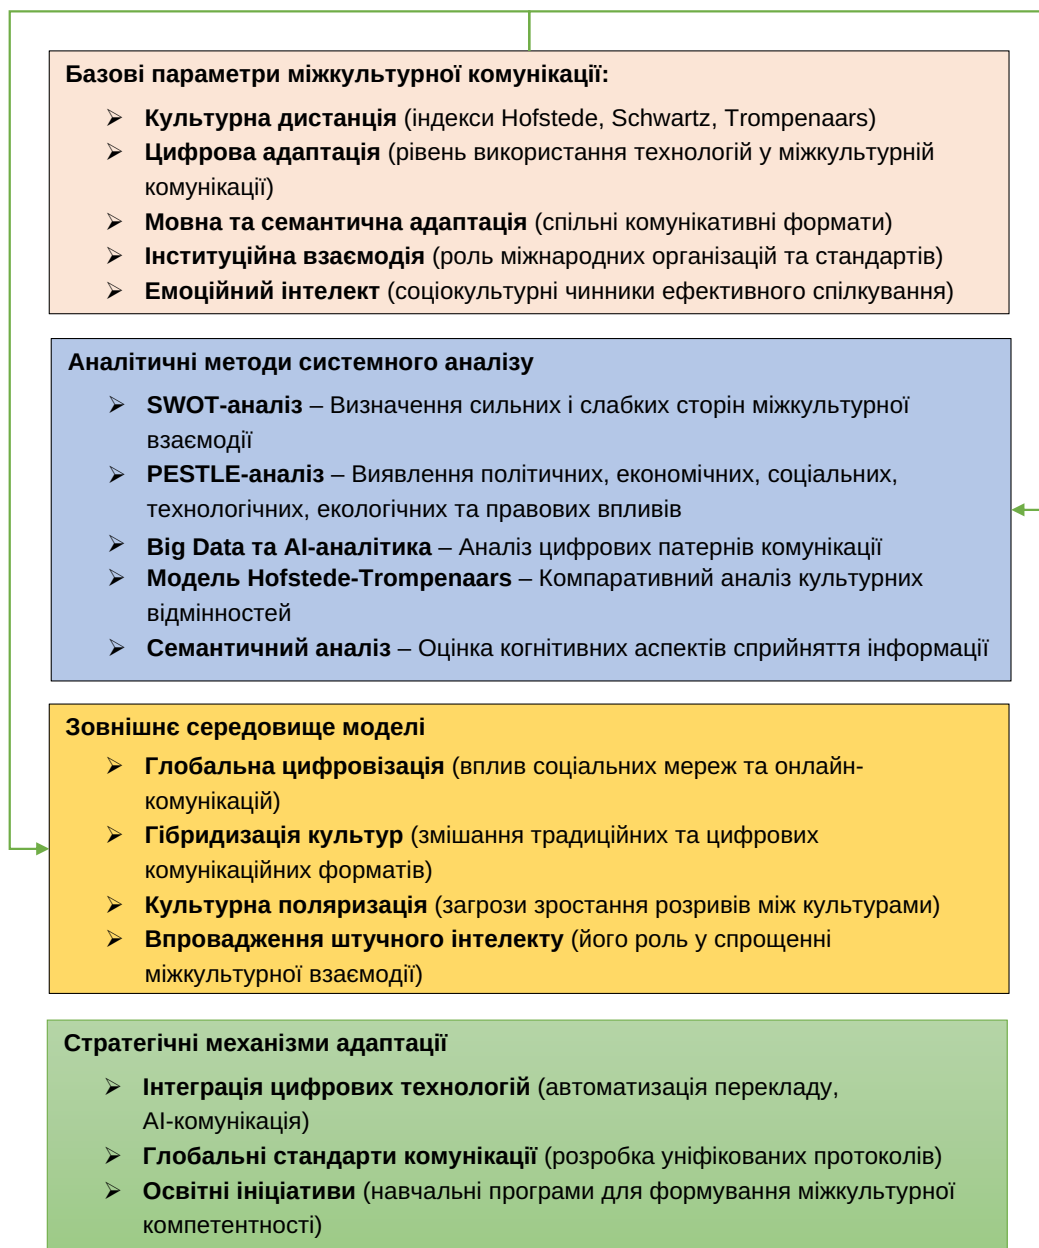 Базові параметри міжкультурної комунікації:
➢ Культурна дистанція (індекси Hofstede, Schwartz, Trompenaars)
➢ Цифрова адаптація (рівень використання технологій у міжкультурній
комунікації)
➢ Мовна та семантична адаптація (спільні комунікативні формати)
➢ Інституційна взаємодія (роль міжнародних організацій та стандартів)
➢ Емоційний інтелект (соціокультурні чинники ефективного спілкування)
Аналітичні методи системного аналізу
➢ SWOT-аналіз – Визначення сильних і слабких сторін міжкультурної
взаємодії
➢ PESTLE-аналіз – Виявлення політичних, економічних, соціальних,
технологічних, екологічних та правових впливів
➢ Big Data та AI-аналітика – Аналіз цифрових патернів комунікації
➢ Модель Hofstede-Trompenaars – Компаративний аналіз культурних
відмінностей
➢ Семантичний аналіз – Оцінка когнітивних аспектів сприйняття інформації
Зовнішнє середовище моделі
➢ Глобальна цифровізація (вплив соціальних мереж та онлайн-
комунікацій)
➢ Гібридизація культур (змішання традиційних та цифрових
комунікаційних форматів)
➢ Культурна поляризація (загрози зростання розривів між культурами)
➢ Впровадження штучного інтелекту (його роль у спрощенні
міжкультурної взаємодії)
Стратегічні механізми адаптації
➢ Інтеграція цифрових технологій (автоматизація перекладу,
AI-комунікація)
➢ Глобальні стандарти комунікації (розробка уніфікованих протоколів)
➢ Освітні ініціативи (навчальні програми для формування міжкультурної
компетентності)